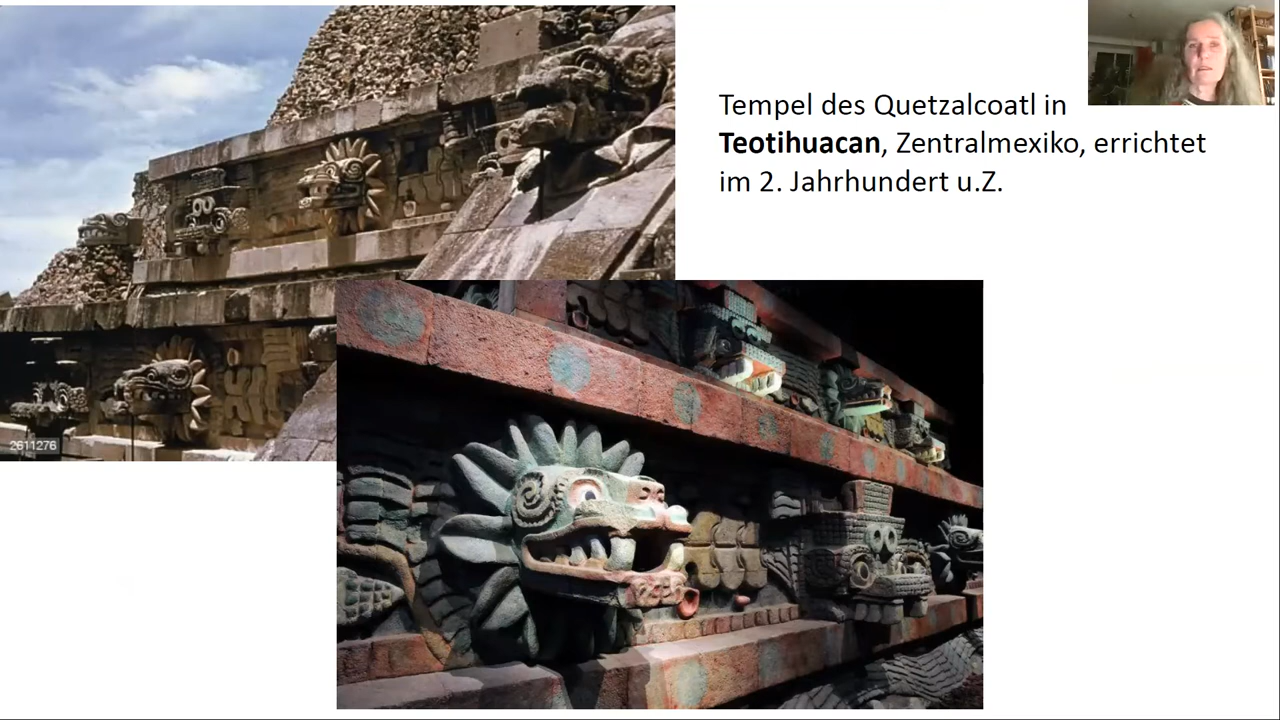 Tempel des Quetzalcoatl in
Teotihuacan, Zentralmexiko, errichtet
im 2. Jahrhundert u.Z.
2611276